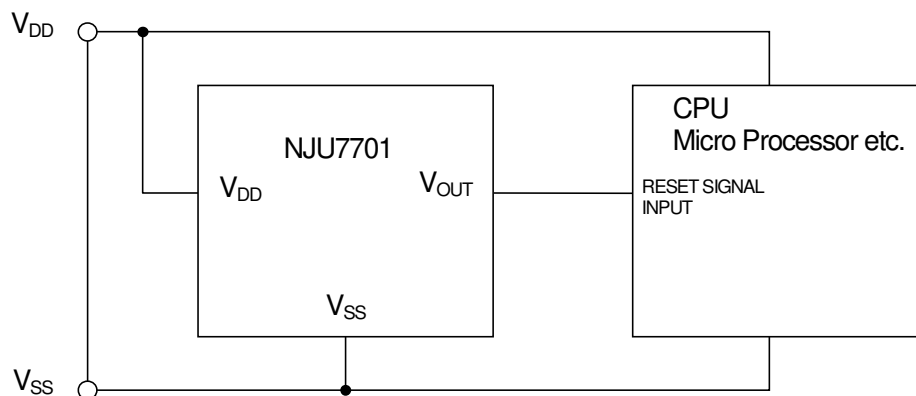 VDD
CPU
Micro Processor etc.
NJU7701
VDD
VOUT
RESET SIGNAL
INPUT
VSS
VSS